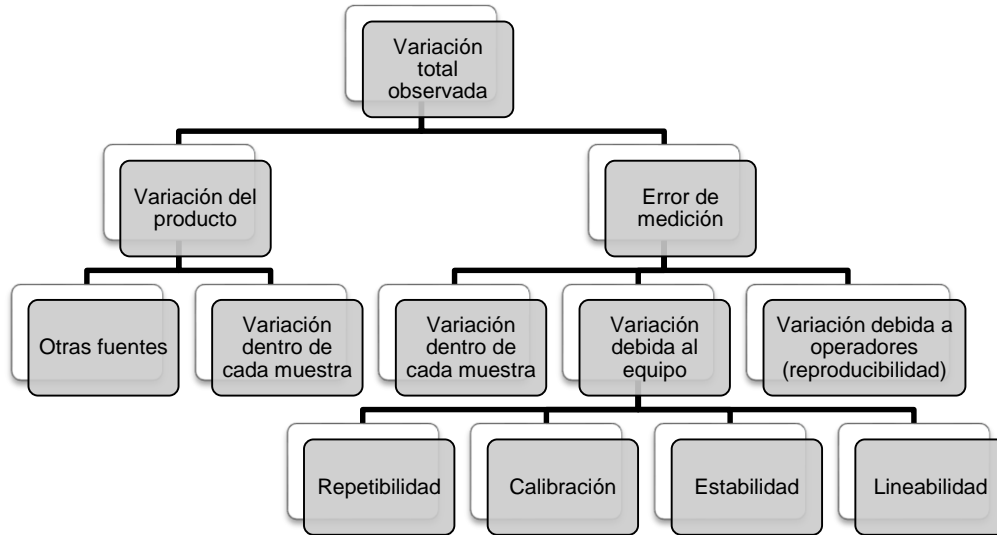 Variación
total
observada
Variación del
producto
Error de
medición
Otras fuentes
Variación
dentro de
cada muestra
Variación
dentro de
cada muestra
Variación
debida al
equipo
Variación debida a
operadores
(reproducibilidad)
Repetibilidad
Calibración
Estabilidad
Lineabilidad